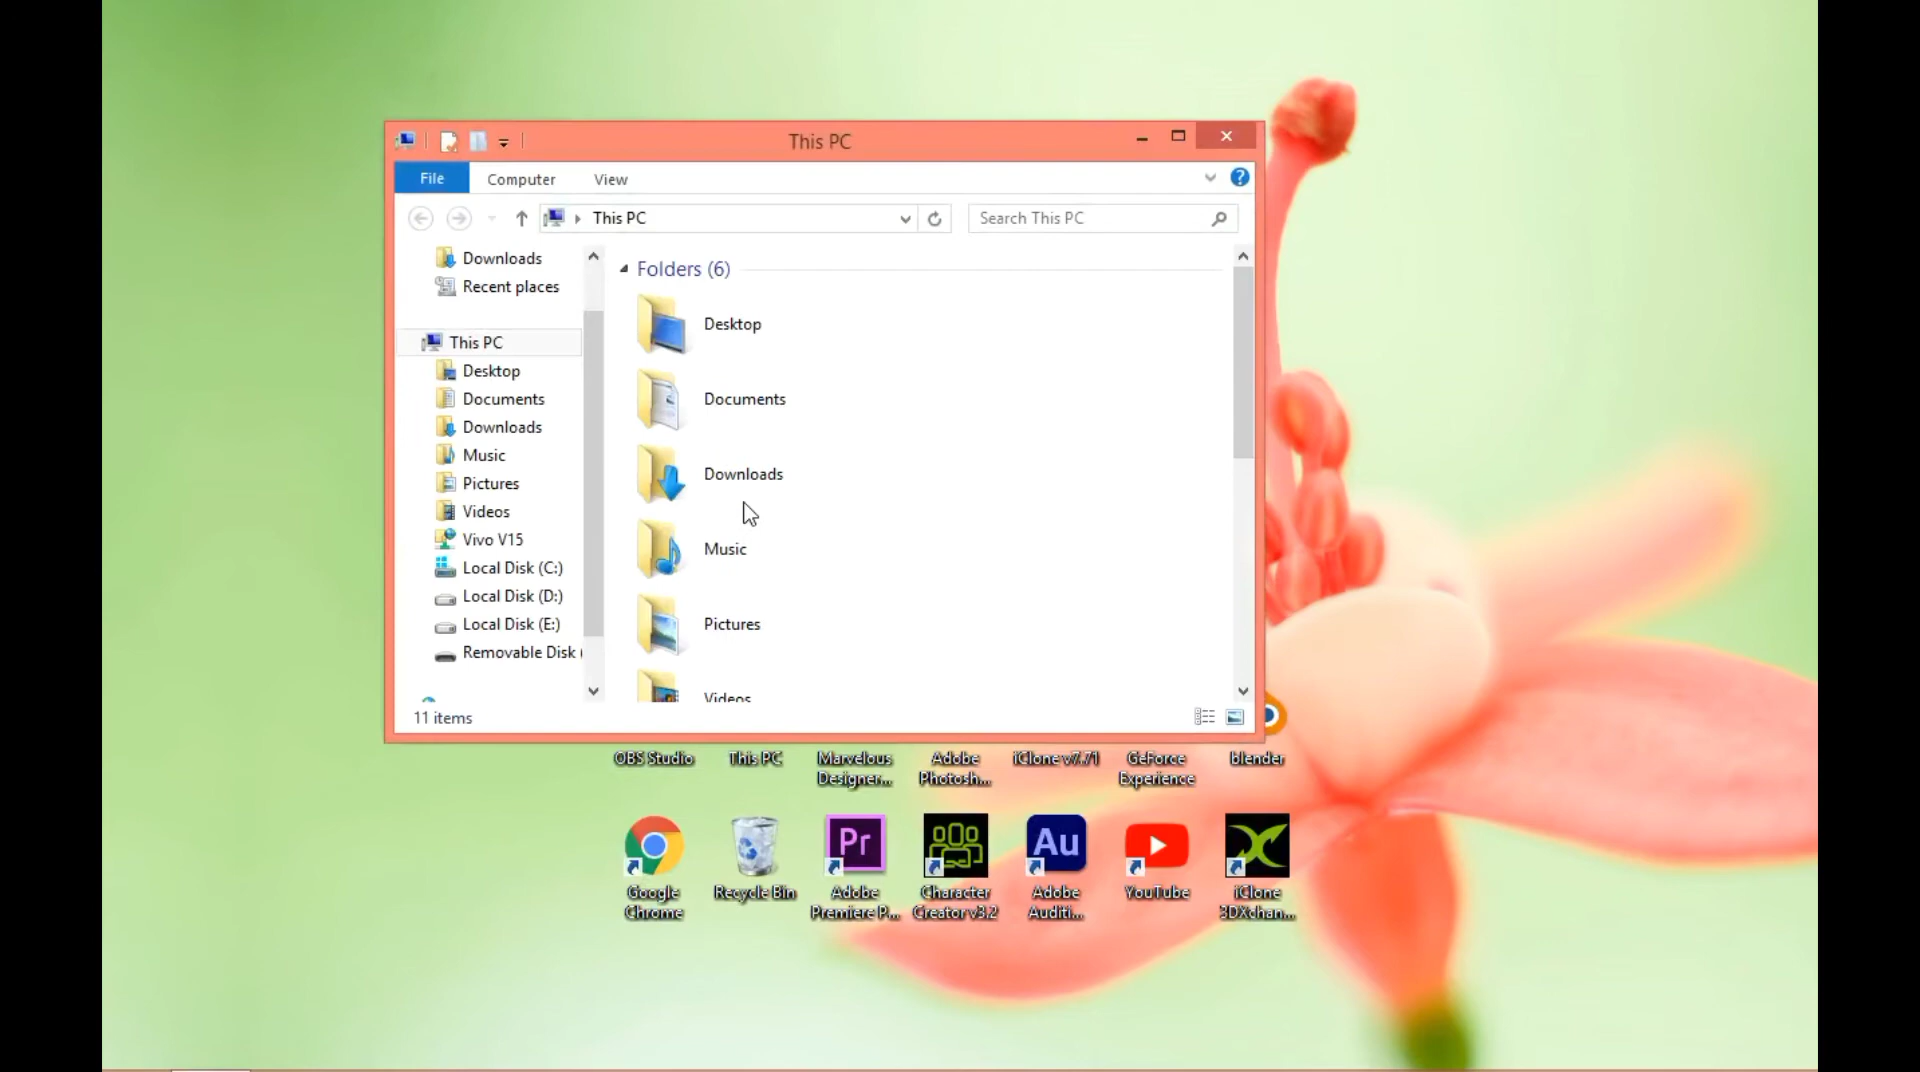 This PC
File Computer View
This PC
Search This PC
Downloads
Recent places
This PC
Desktop
Documents
Downloads
Music
Pictures
Videos
Vivo V15
Local Disk (C:)
Local Disk (D:)
Local Disk (E:)
Removable Disk (
Folders (6)
Desktop
Documents
Downloads
Music
Pictures
Videos
11 items
OBS Studio
This PC
Marvelous
Designer...
Adobe
Photosh...
iClone v7.71
GeForce
Experience
blender
Pr
Au
Google
Chrome
Recycle Bin
Adobe
Premiere P...
Character
Creator v3.2
Adobe
Auditi...
YouTube
iClone
3DXchan...